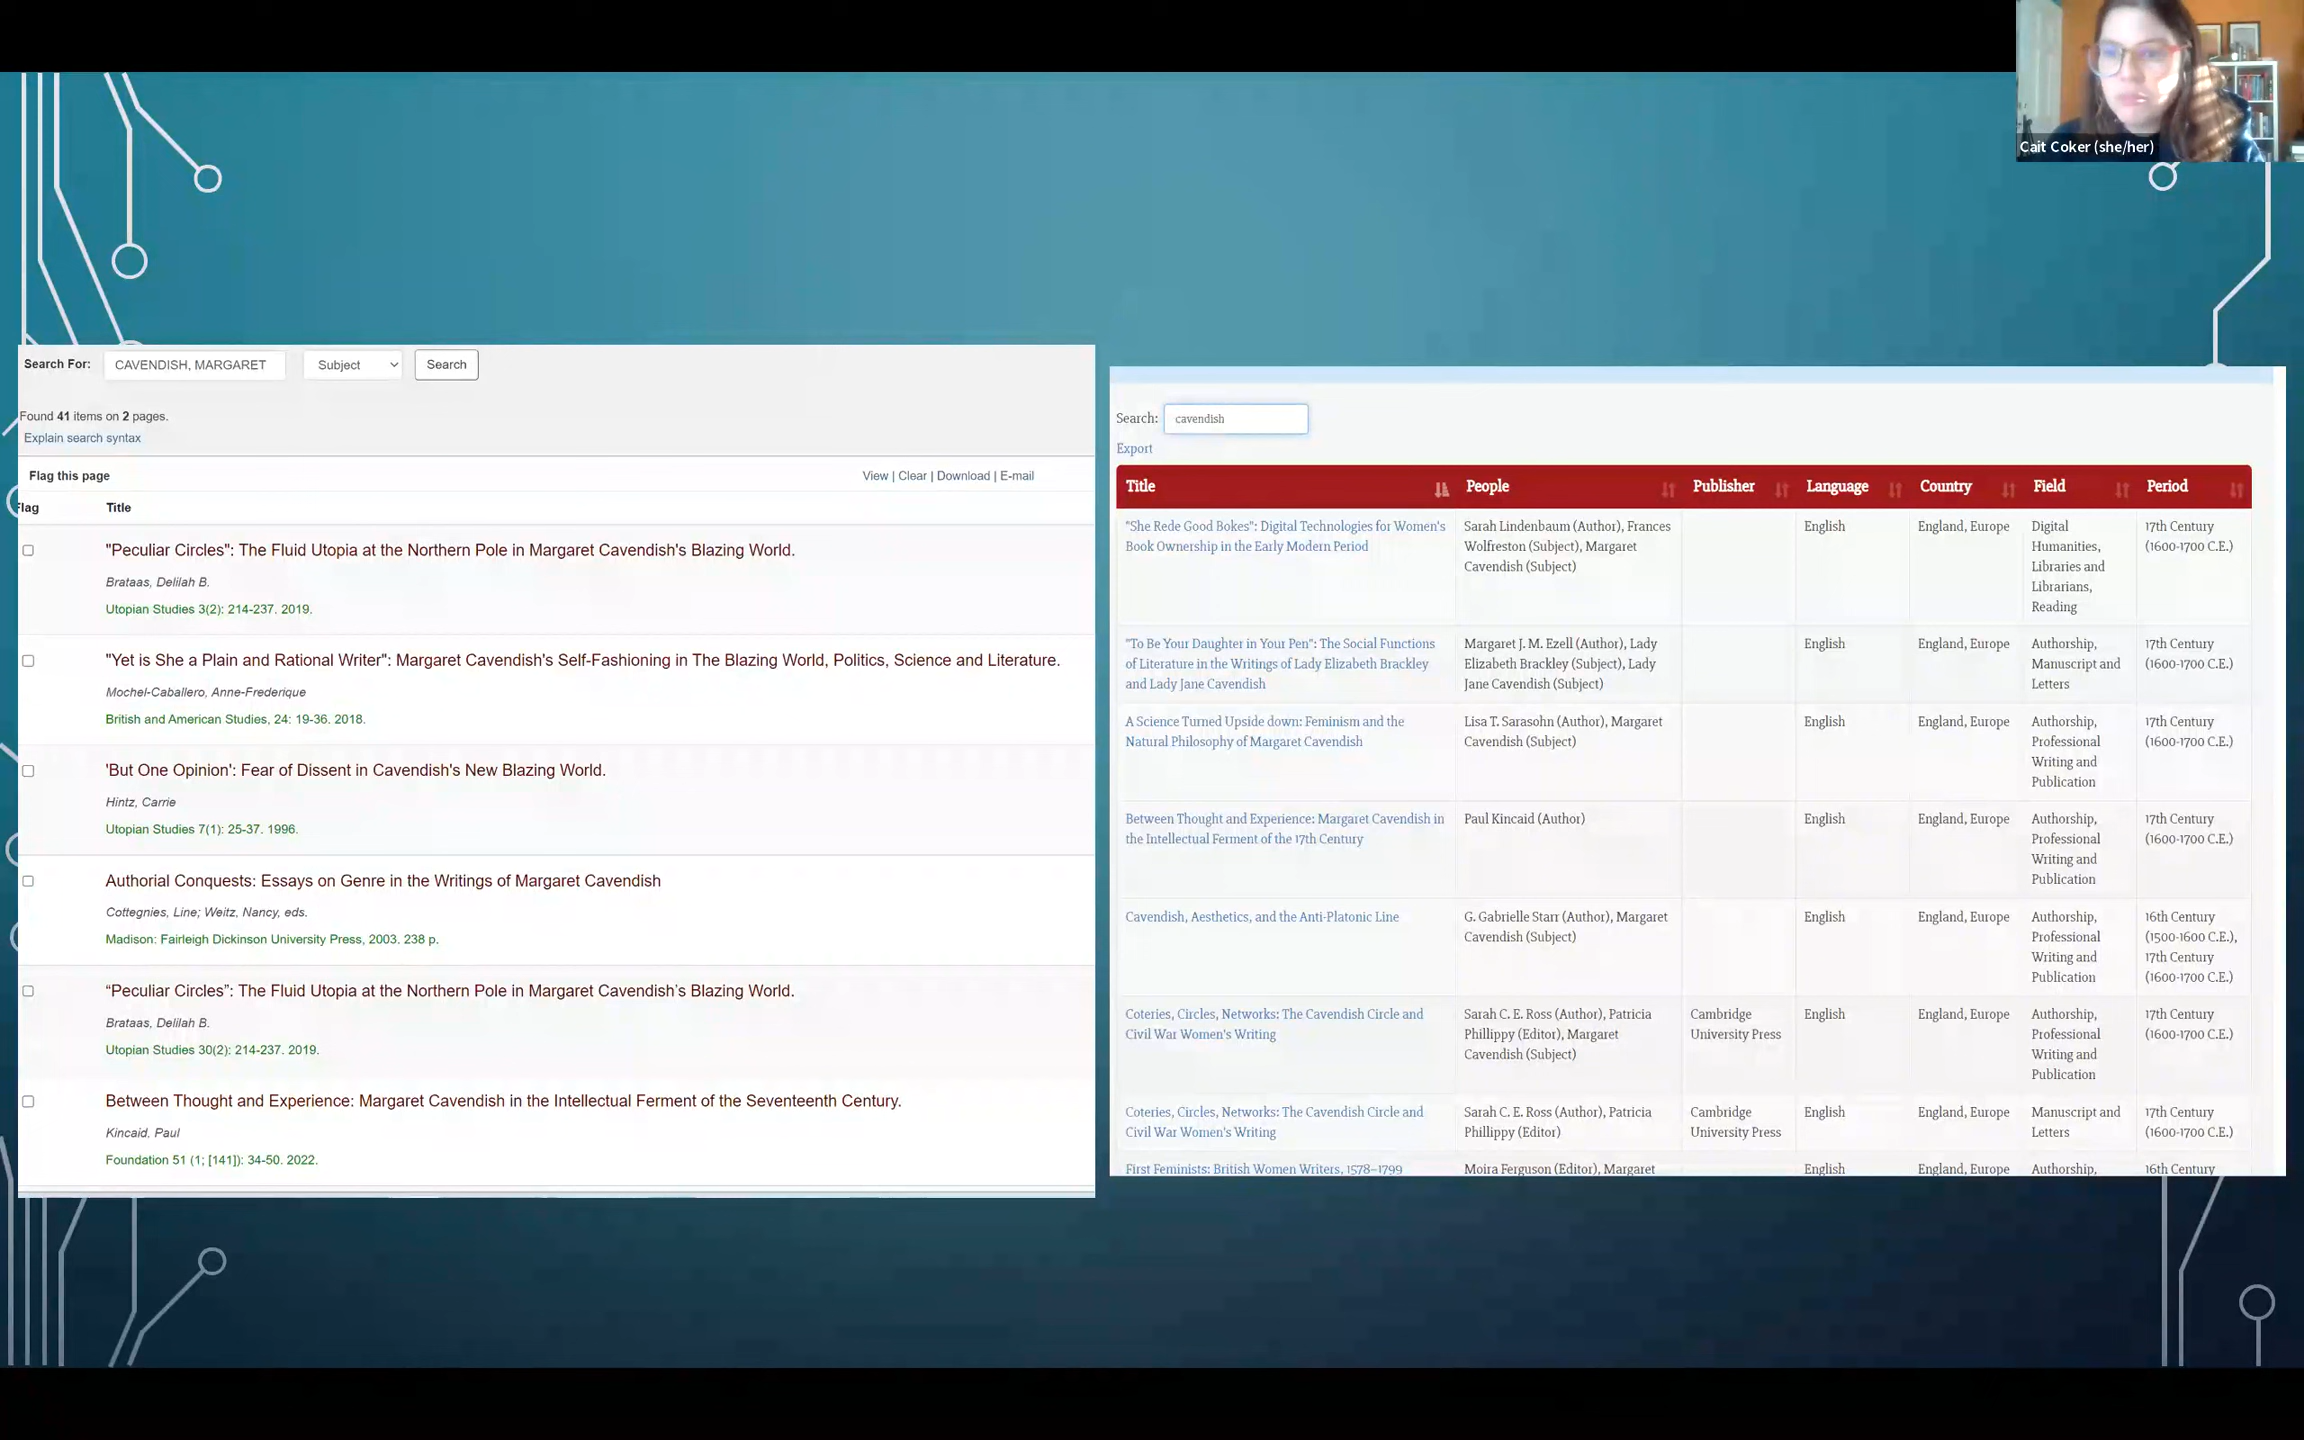 Cait Coker (she/her)
Search For: CAVENDISH, MARGARET Subject Search
Found 41 items on 2 pages.
Explain search syntax
Flag this page View | Clear | Download | E-mail
Flag Title
"Peculiar Circles": The Fluid Utopia at the Northern Pole in Margaret Cavendish's Blazing World.
Brataas, Delilah B.
Utopian Studies 3(2): 214-237. 2019.
"Yet is She a Plain and Rational Writer": Margaret Cavendish's Self-Fashioning in The Blazing World, Politics, Science and Literature.
Mochel-Caballero, Anne-Frederique
British and American Studies, 24: 19-36. 2018.
'But One Opinion': Fear of Dissent in Cavendish's New Blazing World.
Hintz, Carrie
Utopian Studies 7(1): 25-37. 1996.
Authorial Conquests: Essays on Genre in the Writings of Margaret Cavendish
Cottegnies, Line; Weitz, Nancy, eds.
Madison: Fairleigh Dickinson University Press, 2003. 238 p.
“Peculiar Circles”: The Fluid Utopia at the Northern Pole in Margaret Cavendish’s Blazing World.
Brataas, Delilah B.
Utopian Studies 30(2): 214-237. 2019.
Between Thought and Experience: Margaret Cavendish in the Intellectual Ferment of the Seventeenth Century.
Kincaid, Paul
Foundation 51 (1; [141]): 34-50. 2022.
Search: cavendish
Export
Title People Publisher Language Country Field Period
"She Rede Good Bokes": Digital Technologies for Women's Sarah Lindenbaum (Author), Frances English England, Europe Digital 17th Century
Book Ownership in the Early Modern Period Wolfreston (Subject), Margaret Humanities, (1600-1700 C.E.)
Cavendish (Subject) Libraries and
Librarians,
Reading
"To Be Your Daughter in Your Pen": The Social Functions Margaret J. M. Ezell (Author), Lady English England, Europe Authorship, 17th Century
of Literature in the Writings of Lady Elizabeth Brackley Elizabeth Brackley (Subject), Lady Manuscript and (1600-1700 C.E.)
and Lady Jane Cavendish Jane Cavendish (Subject) Letters
A Science Turned Upside down: Feminism and the Lisa T. Sarasohn (Author), Margaret English England, Europe Authorship, 17th Century
Natural Philosophy of Margaret Cavendish Cavendish (Subject) Professional (1600-1700 C.E.)
Writing and
Publication
Between Thought and Experience: Margaret Cavendish in Paul Kincaid (Author) English England, Europe Authorship, 17th Century
the Intellectual Ferment of the 17th Century Professional (1600-1700 C.E.)
Writing and
Publication
Cavendish, Aesthetics, and the Anti-Platonic Line G. Gabrielle Starr (Author), Margaret English England, Europe Authorship, 16th Century
Cavendish (Subject) Professional (1500-1600 C.E.),
Writing and 17th Century
Publication (1600-1700 C.E.)
Coteries, Circles, Networks: The Cavendish Circle and Sarah C. E. Ross (Author), Patricia Cambridge English England, Europe Authorship, 17th Century
Civil War Women's Writing Phillippy (Editor), Margaret University Press Professional (1600-1700 C.E.)
Cavendish (Subject) Writing and
Publication
Coteries, Circles, Networks: The Cavendish Circle and Sarah C. E. Ross (Author), Patricia Cambridge English England, Europe Manuscript and 17th Century
Civil War Women's Writing Phillippy (Editor) University Press Letters (1600-1700 C.E.)
First Feminists: British Women Writers, 1578–1799 Moira Ferguson (Editor), Margaret English England, Europe Authorship, 16th Century